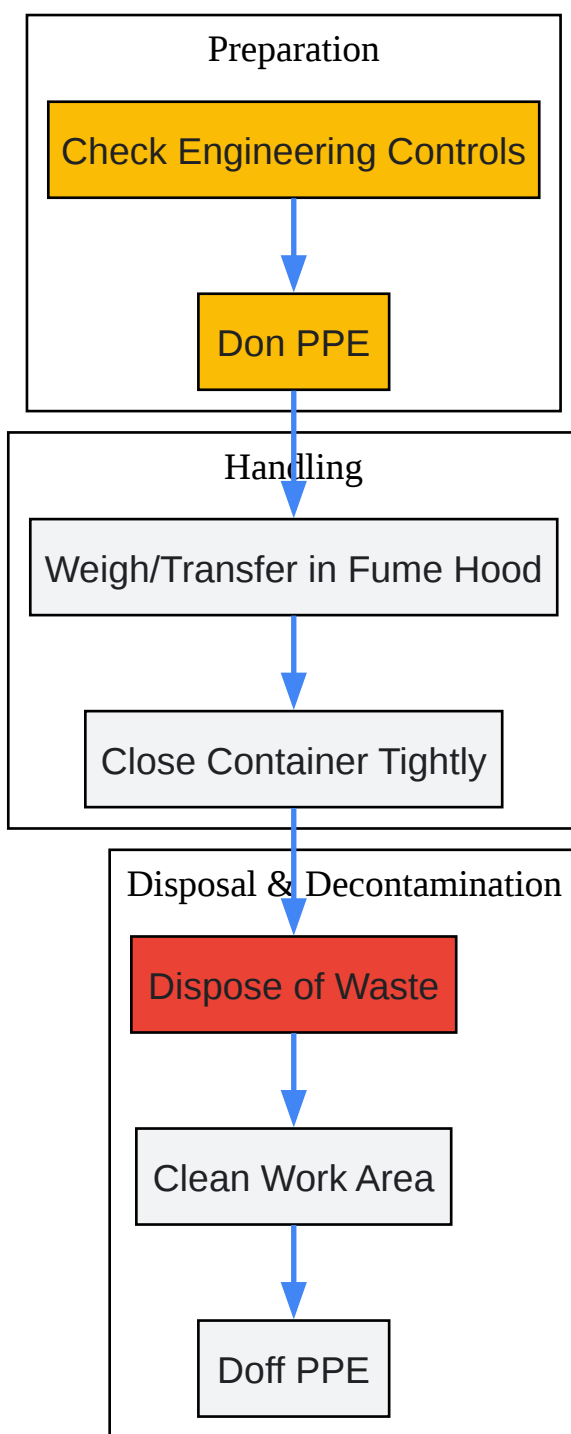 Preparation
Check Engineering Controls
Don PPE
Handling
Weigh/Transfer in Fume Hood
Close Container Tightly
Disposal & Decontamination
Dispose of Waste
Clean Work Area
Doff PPE